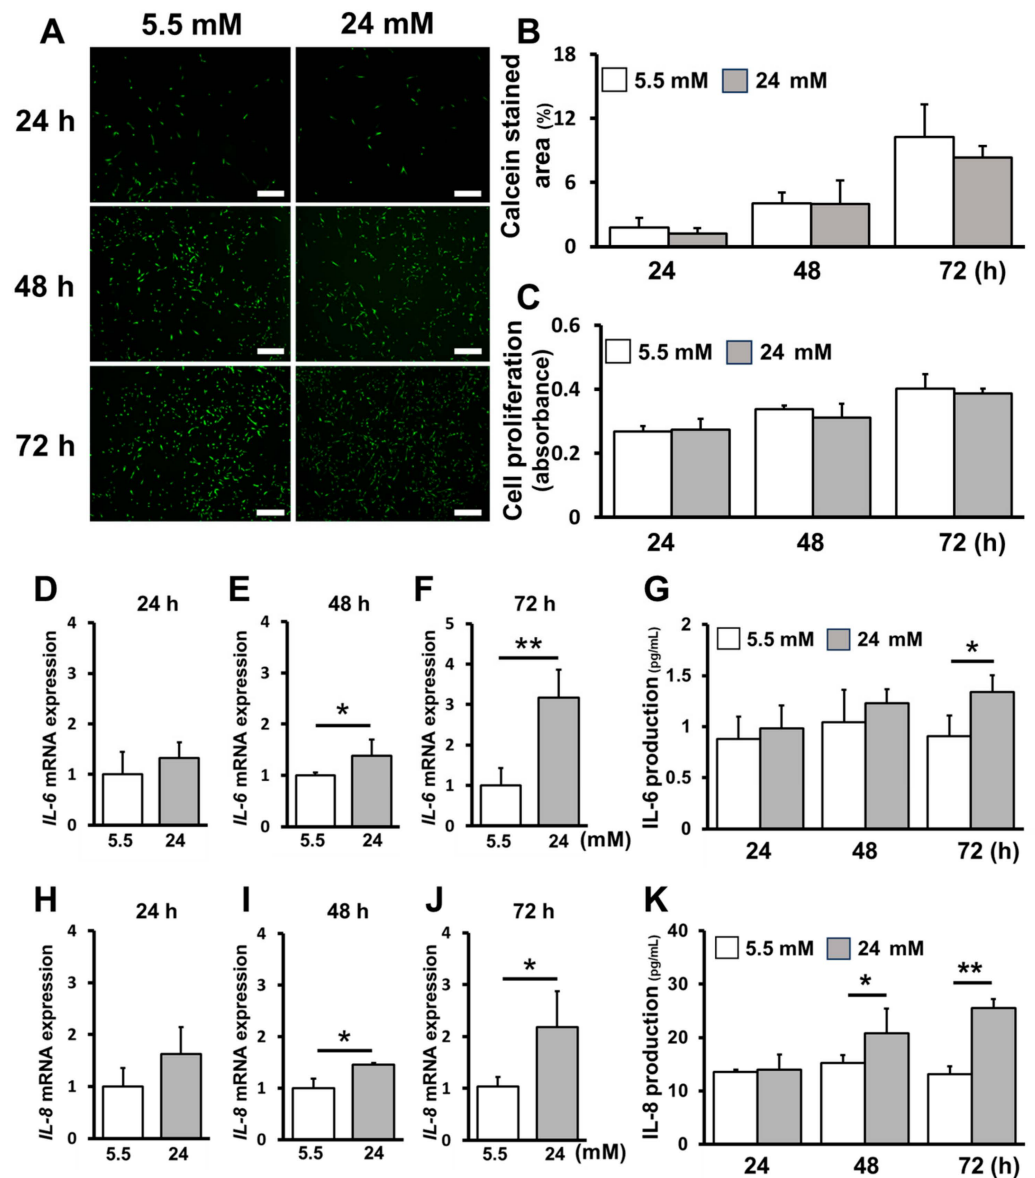 A
5.5 mM
24 mM
24 h
48 h
72 h
B
Calcein stained
area (%)
18
12
6
0
5.5 mM
24 mM
24
48
72 (h)
C
Cell proliferation
(absorbance)
0.6
0.4
0.2
0
5.5 mM
24 mM
24
48
72 (h)
D
24 h
IL-6 mRNA expression
4
3
2
1
0
5.5
24
E
48 h
IL-6 mRNA expression
4
3
2
1
0
*
5.5
24
F
72 h
IL-6 mRNA expression
5
4
3
2
1
0
**
5.5
24
(mM)
G
IL-6 production (pg/mL)
2
1.5
1
0.5
0
5.5 mM
24 mM
*
24
48
72 (h)
H
24 h
IL-8 mRNA expression
4
3
2
1
0
5.5
24
I
48 h
IL-8 mRNA expression
4
3
2
1
0
*
5.5
24
J
72 h
IL-8 mRNA expression
4
3
2
1
0
*
5.5
24
(mM)
K
IL-8 production (pg/mL)
40
30
20
10
0
5.5 mM
24 mM
*
**
24
48
72 (h)